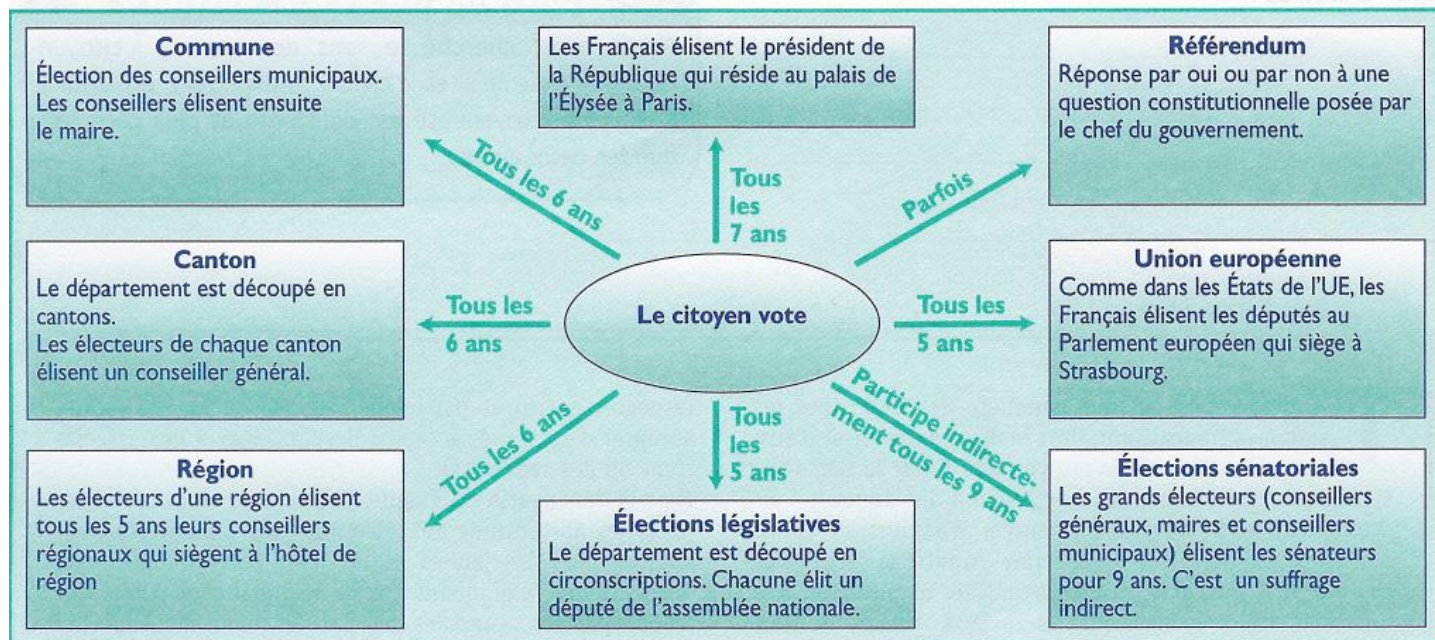 Commune
Élection des conseillers municipaux.
Les conseillers élisent ensuite
le maire.
Les Français élisent le président de
la République qui réside au palais de
l'Élysée à Paris.
Référendum
Réponse par oui ou par non à une
question constitutionnelle posée par
le chef du gouvernement.
Tous les 6 ans
Tous
les
7 ans
Parfois
Canton
Le département est découpé en
cantons.
Les électeurs de chaque canton
élisent un conseiller général.
Tous les
6 ans
Le citoyen vote
Tous les
5 ans
Union européenne
Comme dans les États de l'UE, les
Français élisent les députés au
Parlement européen qui siège à
Strasbourg.
Tous les 6 ans
Tous
les
5 ans
Participe indirecte-
ment tous les 9 ans
Région
Les électeurs d'une région élisent
tous les 5 ans leurs conseillers
régionaux qui siègent à l'hôtel de
région
Élections législatives
Le département est découpé en
circonscriptions. Chacune élit un
député de l'assemblée nationale.
Élections sénatoriales
Les grands électeurs (conseillers
généraux, maires et conseillers
municipaux) élisent les sénateurs
pour 9 ans. C'est un suffrage
indirect.